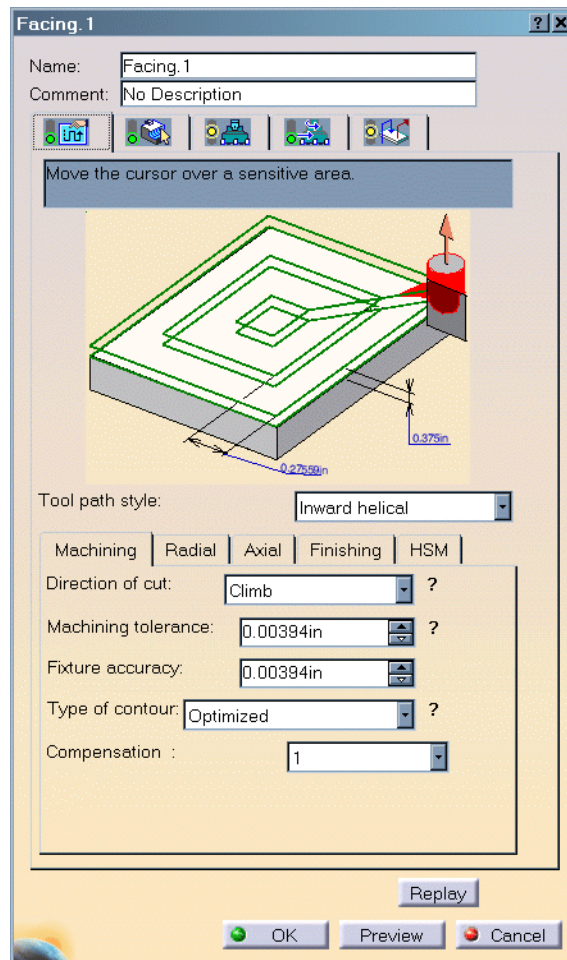 Facing.1
Name: Facing.1
Comment: No Description
Move the cursor over a sensitive area.
0.375in
0.27559in
Tool path style: Inward helical
Machining Radial Axial Finishing HSM
Direction of cut: Climb ?
Machining tolerance: 0.00394in ?
Fixture accuracy: 0.00394in
Type of contour: Optimized ?
Compensation : 1
Replay
OK Preview Cancel